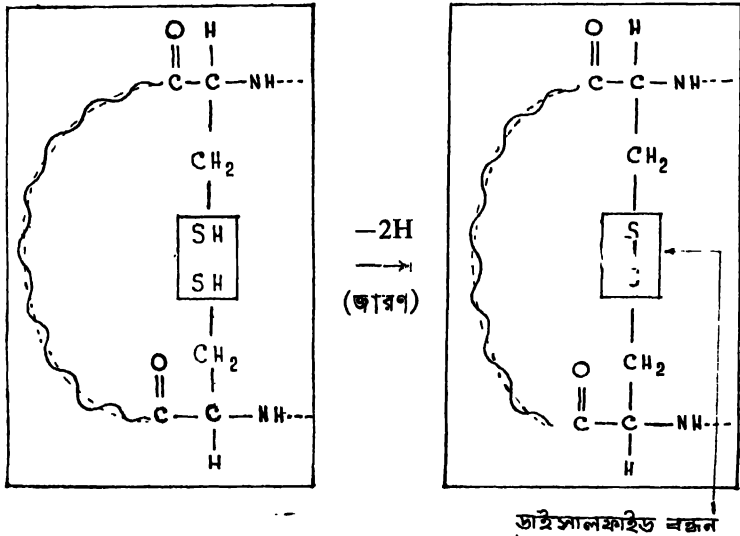 O H O H
C—C—NH---- C—C—NH---
CH₂ CH₂
SH —2H S
SH (জারণ)
CH₂ CH₂
O O
C—C—NH---- C—C—NH---
H H
ডাইসালফাইড বন্ধন